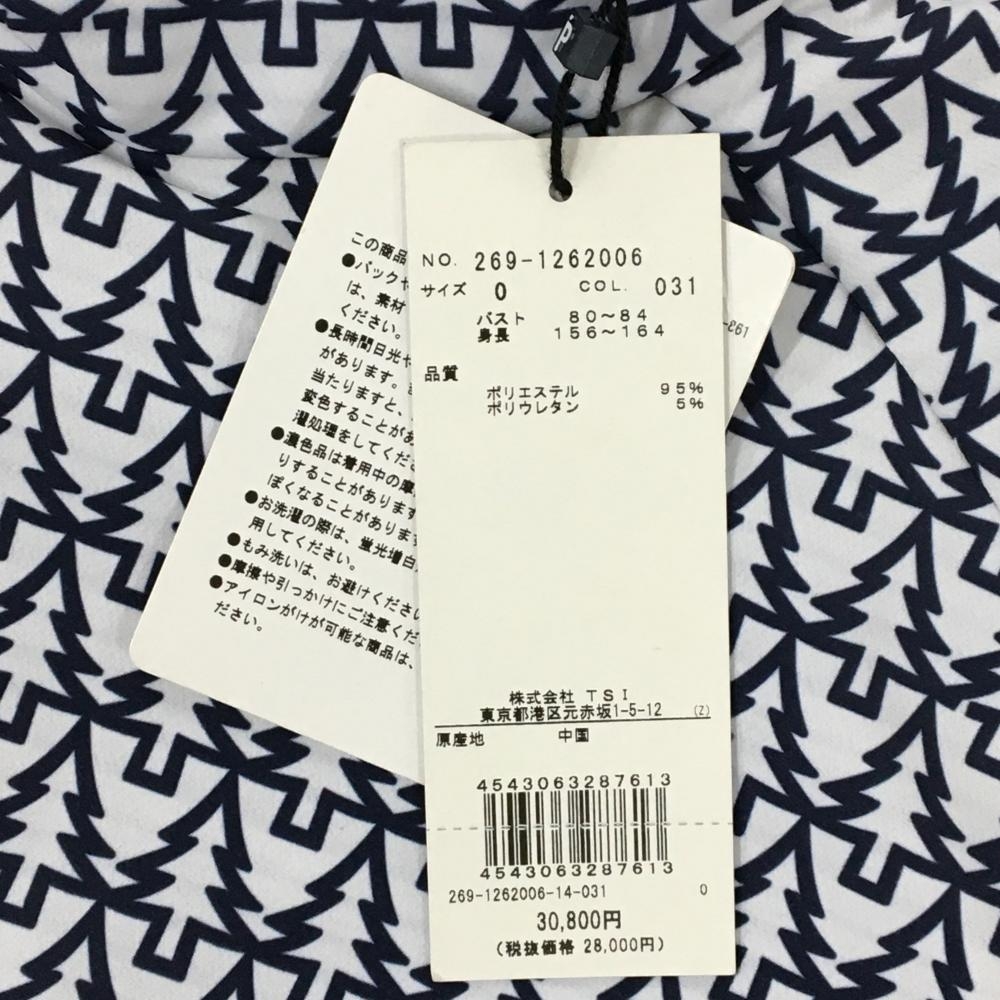 P
NO. 269-1262006
サイズ 0 COL. 031
バスト 80～84
身長 156～164
品質
ポリエステル 95%
ポリウレタン 5%
株式会社 TSI
東京都港区元赤坂1-5-12 (Z)
原産地 中国
4543063287613
4543063287613
269-1262006-14-031 0
30,800円
(税抜価格 28,000円)
この商品
●バックや
は、素材
ください。
●長時間日光や
があります。
当たりますと、
変色することがあ
濯処理をしてくだ
●濃色品は着用中の摩
りすることがあります
ぽくなることがあります
●お洗濯の際は、蛍光増白
用してください。
●もみ洗いは、お避けください
●摩擦や引っかけにご注意くだ
●アイロンがけが可能な商品は、
ださい。
-ℓ61